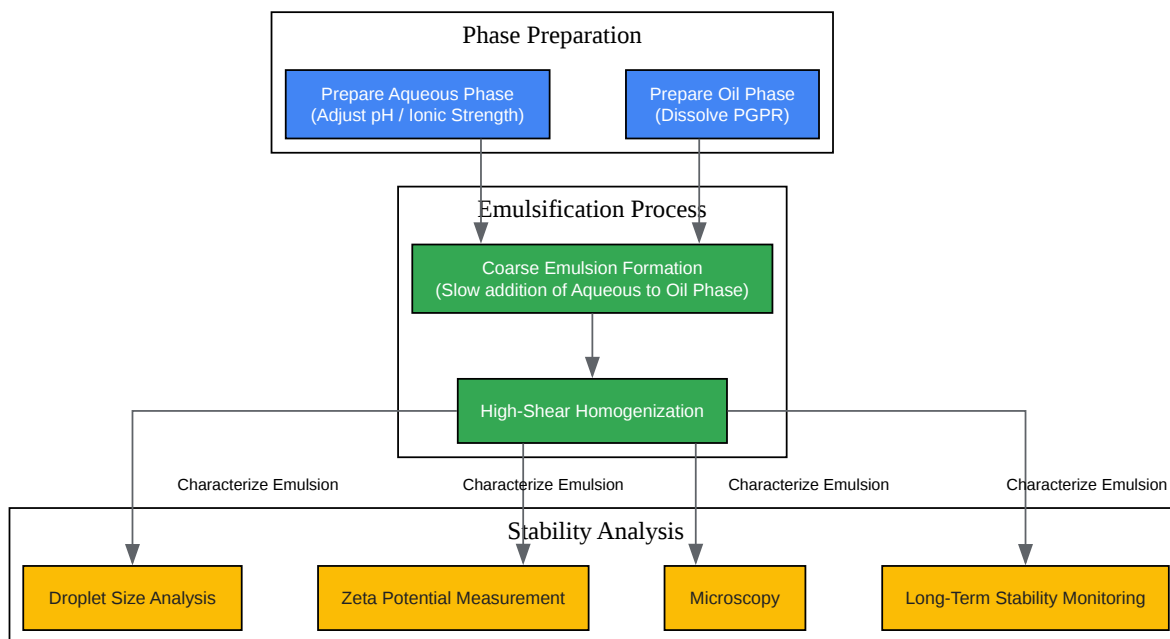 Phase Preparation
Prepare Aqueous Phase
(Adjust pH / Ionic Strength)
Prepare Oil Phase
(Dissolve PGPR)
Emulsification Process
Coarse Emulsion Formation
(Slow addition of Aqueous to Oil Phase)
High-Shear Homogenization
Characterize Emulsion
Characterize Emulsion
Characterize Emulsion
Characterize Emulsion
Stability Analysis
Droplet Size Analysis
Zeta Potential Measurement
Microscopy
Long-Term Stability Monitoring